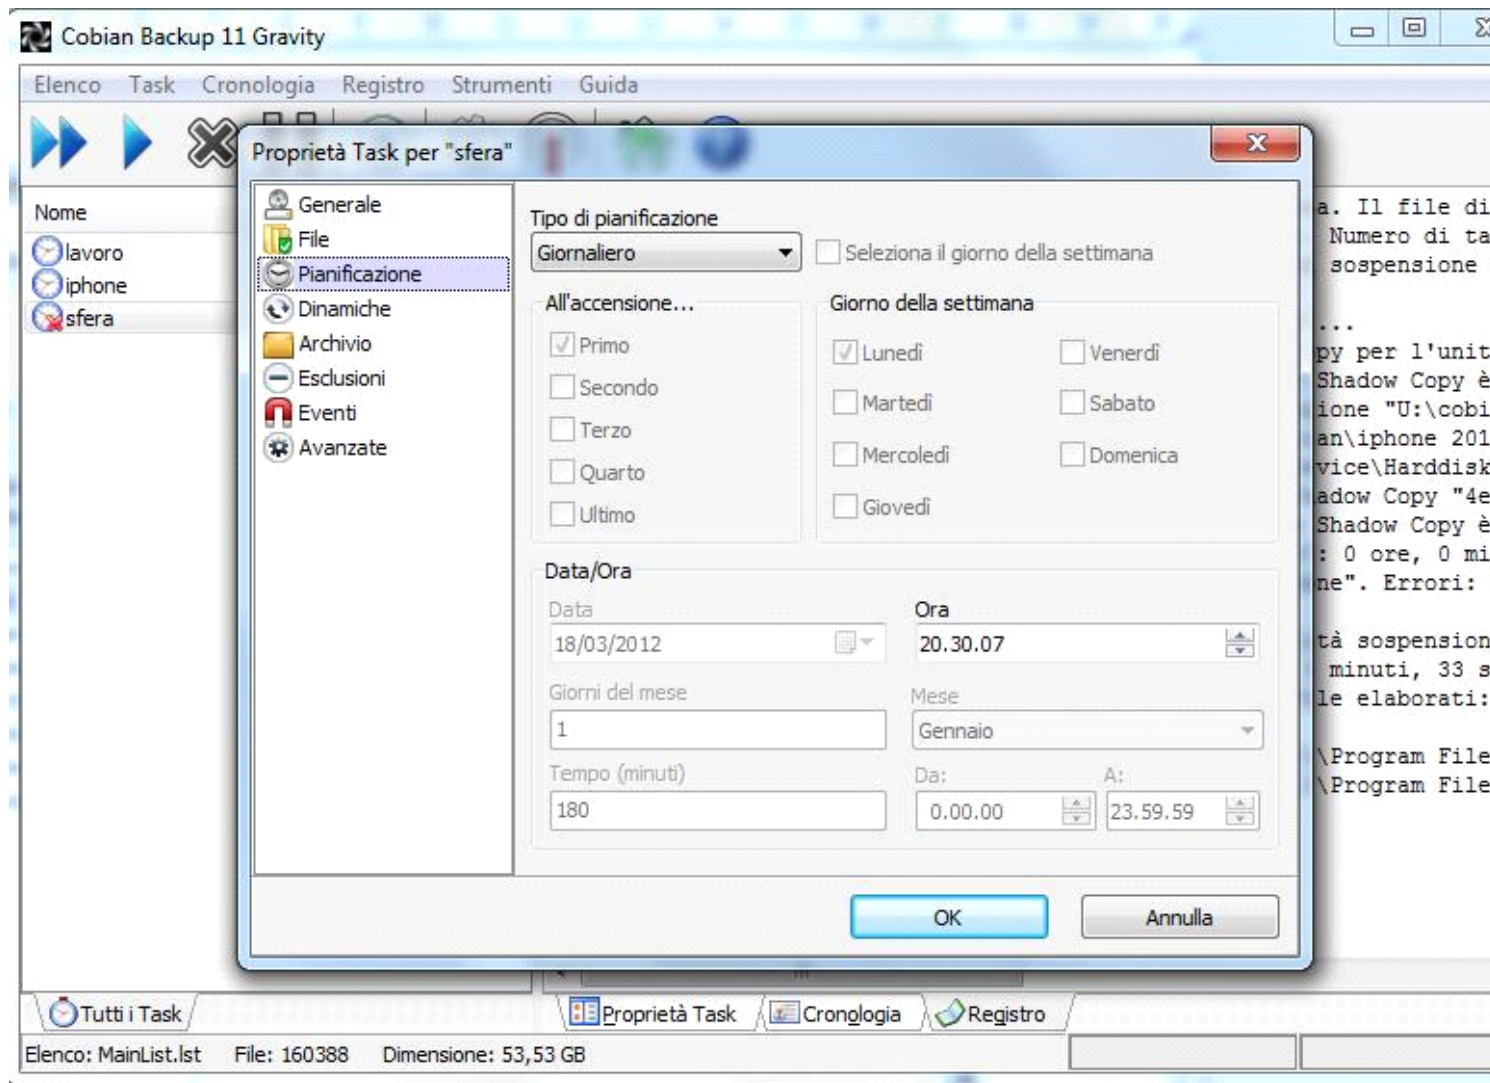 Cobian Backup 11 Gravity
Elenco Task Cronologia Registro Strumenti Guida
Proprietà Task per "sfera"
Nome
lavoro
iphone
sfera
Generale
File
Pianificazione
Dinamiche
Archivio
Esclusioni
Eventi
Avanzate
Tipo di pianificazione
Giornaliero
Seleziona il giorno della settimana
All'accensione...
Primo
Secondo
Terzo
Quarto
Ultimo
Giorno della settimana
Lunedì
Martedì
Mercoledì
Giovedì
Venerdì
Sabato
Domenica
Data/Ora
Data
18/03/2012
Ora
20.30.07
Giorni del mese
1
Mese
Gennaio
Tempo (minuti)
180
Da:
0.00.00
A:
23.59.59
OK
Annulla
a. Il file di
Numero di ta
sospensione
...
py per l'unit
Shadow Copy è
ione "U:\cobi
an\iphone 201
vice\Harddisk
adow Copy "4e
Shadow Copy è
: 0 ore, 0 mi
ne". Errori:
tà sospension
minuti, 33 s
le elaborati:
\Program File
\Program File
Tutti i Task
Proprietà Task
Cronologia
Registro
Elenco: MainList.lst File: 160388 Dimensione: 53,53 GB